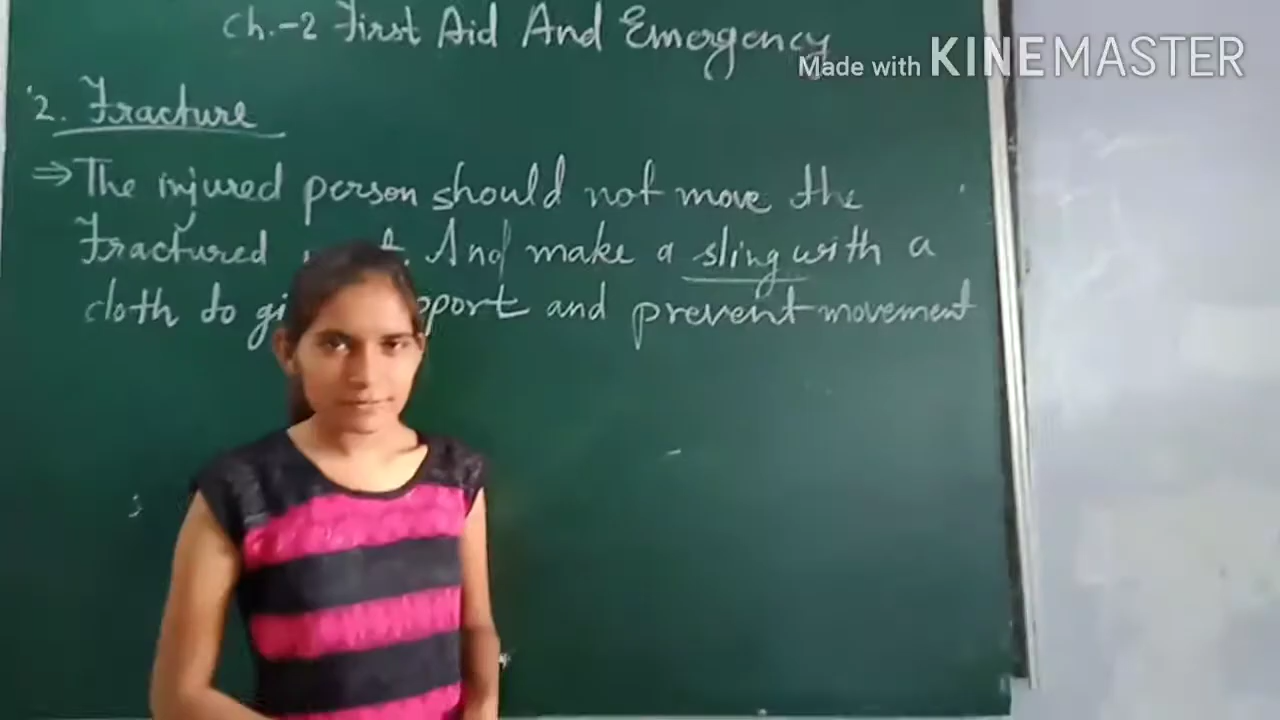 Ch.-2 First Aid And Emergency
Made with KINEMASTER
2. Fracture
⇒ The injured person should not move the
Fractured And make a sling with a
cloth to and prevent movement